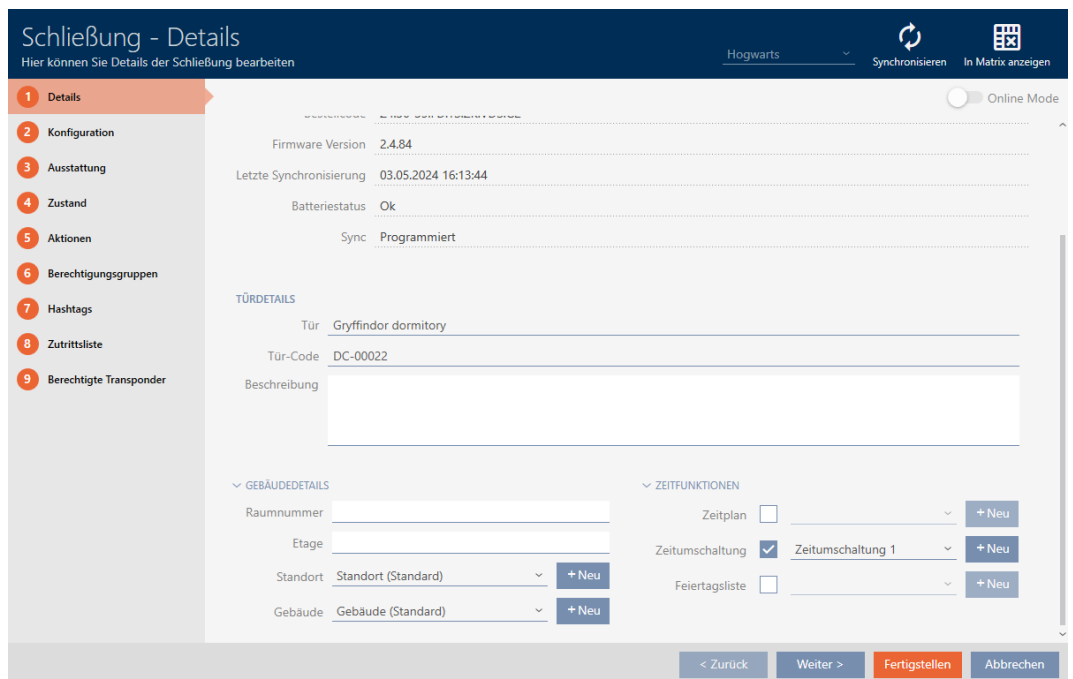 Schließung - Details
Hier können Sie Details der Schließung bearbeiten
Hogwarts
Synchronisieren
In Matrix anzeigen
1 Details
2 Konfiguration
3 Ausstattung
4 Zustand
5 Aktionen
6 Berechtigungsgruppen
7 Hashtags
8 Zutrittsliste
9 Berechtigte Transponder
Online Mode
Firmware Version 2.4.84
Letzte Synchronisierung 03.05.2024 16:13:44
Batteriestatus Ok
Sync Programmiert
TÜRDETAILS
Tür Gryffindor dormitory
Tür-Code DC-00022
Beschreibung
GEBÄUDEDETAILS
Raumnummer
Etage
Standort Standort (Standard) + Neu
Gebäude Gebäude (Standard) + Neu
ZEITFUNKTIONEN
Zeitplan + Neu
Zeitumschaltung Zeitumschaltung 1 + Neu
Feiertagsliste + Neu
< Zurück Weiter > Fertigstellen Abbrechen